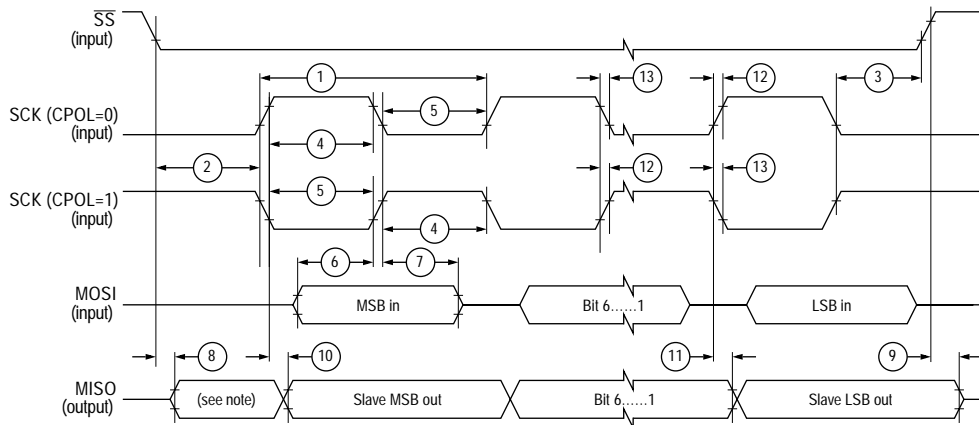 SS
(input)
1
13
12
3
5
SCK (CPOL=0)
(input)
4
2
12
13
5
SCK (CPOL=1)
(input)
4
6
7
MOSI
(input)
MSB in
Bit 6......1
LSB in
8
10
11
9
MISO
(output)
(see note)
Slave MSB out
Bit 6......1
Slave LSB out